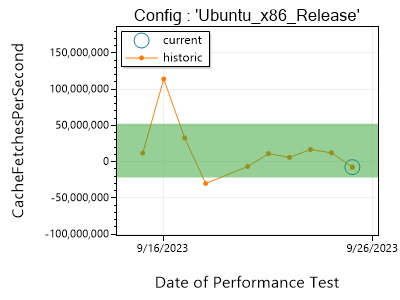 Config : 'Ubuntu_x86_Release'
current
historic
CacheFetchesPerSecond
150,000,000
100,000,000
50,000,000
0
-50,000,000
-100,000,000
9/16/2023
9/26/2023
Date of Performance Test